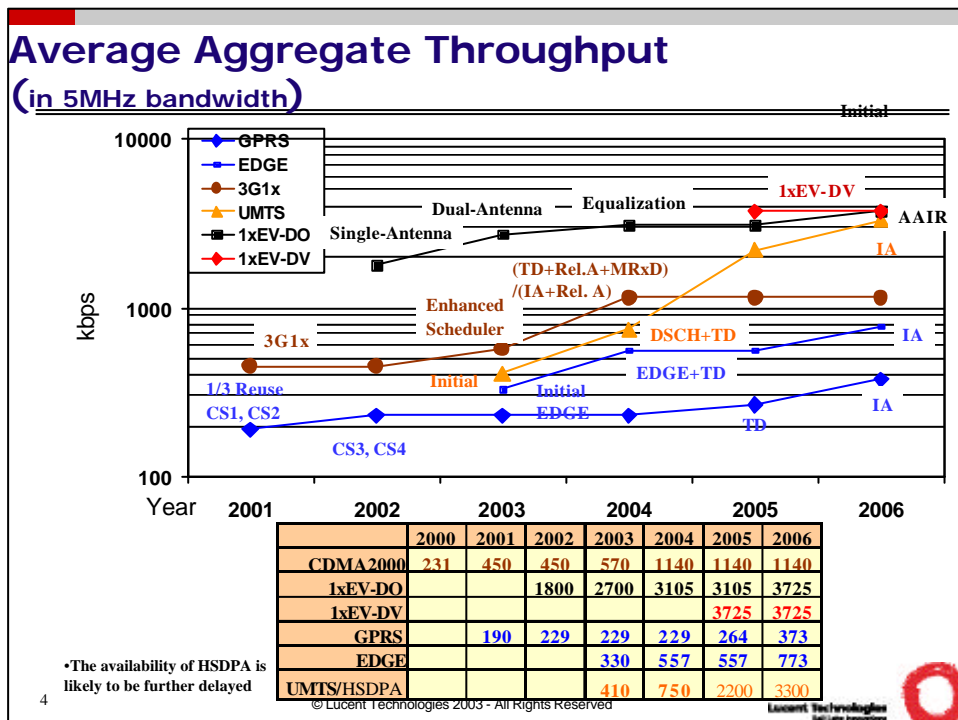 Average Aggregate Throughput
(in 5MHz bandwidth)
Initial
10000
1000
100
kbps
GPRS
EDGE
3G1x
UMTS
1xEV-DO
1xEV-DV
1xEV-DV
Equalization
Dual-Antenna
Single-Antenna
AAIR
IA
(TD+Rel.A+MRxD)
/(IA+Rel. A)
Enhanced
Scheduler
3G1x
DSCH+TD
IA
Initial
EDGE+TD
1/3 Reuse
CS1, CS2
Initial
EDGE
IA
TD
CS3, CS4
Year 2001 2002 2003 2004 2005 2006
2000 2001 2002 2003 2004 2005 2006
CDMA2000 231 450 450 570 1140 1140 1140
1xEV-DO 1800 2700 3105 3105 3725
1xEV-DV 3725 3725
GPRS 190 229 229 229 264 373
EDGE 330 557 557 773
UMTS/HSDPA 410 750 2200 3300
•The availability of HSDPA is
likely to be further delayed
4
© Lucent Technologies 2003 - All Rights Reserved
Lucent Technologies